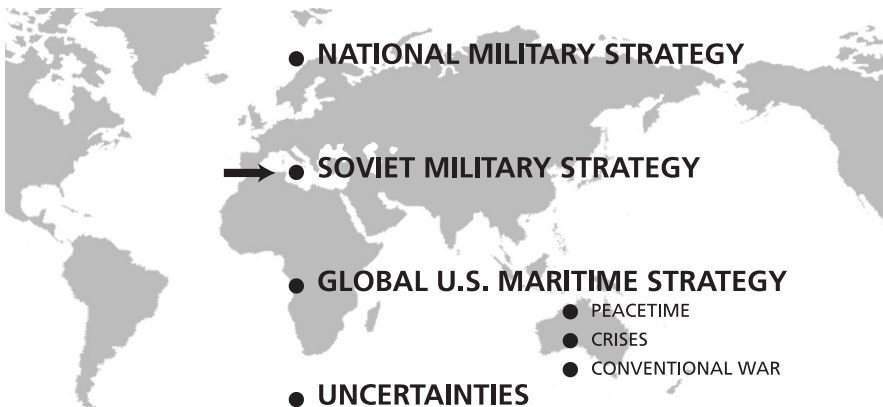 ● NATIONAL MILITARY STRATEGY
● SOVIET MILITARY STRATEGY
● GLOBAL U.S. MARITIME STRATEGY
● PEACETIME
● CRISES
● CONVENTIONAL WAR
● UNCERTAINTIES